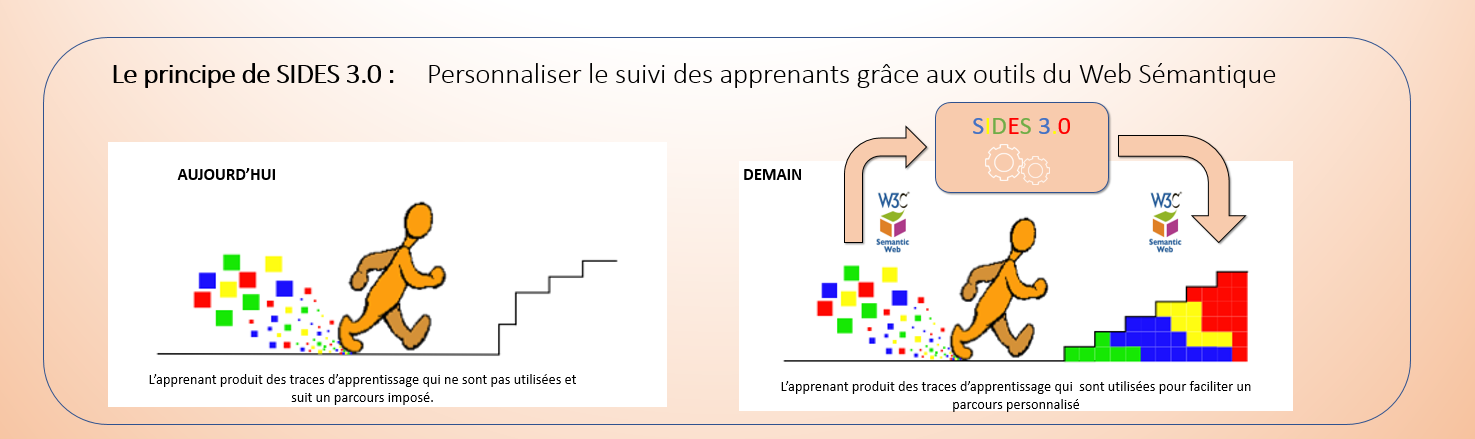 Le principe de SIDES 3.0 : Personnaliser le suivi des apprenants grâce aux outils du Web Sémantique
AUJOURD'HUI
L'apprenant produit des traces d'apprentissage qui ne sont pas utilisées et
suit un parcours imposé.
SIDES 3.0
DEMAIN
W3C
Semantic
Web
W3C
Semantic
Web
L'apprenant produit des traces d'apprentissage qui sont utilisées pour faciliter un
parcours personnalisé